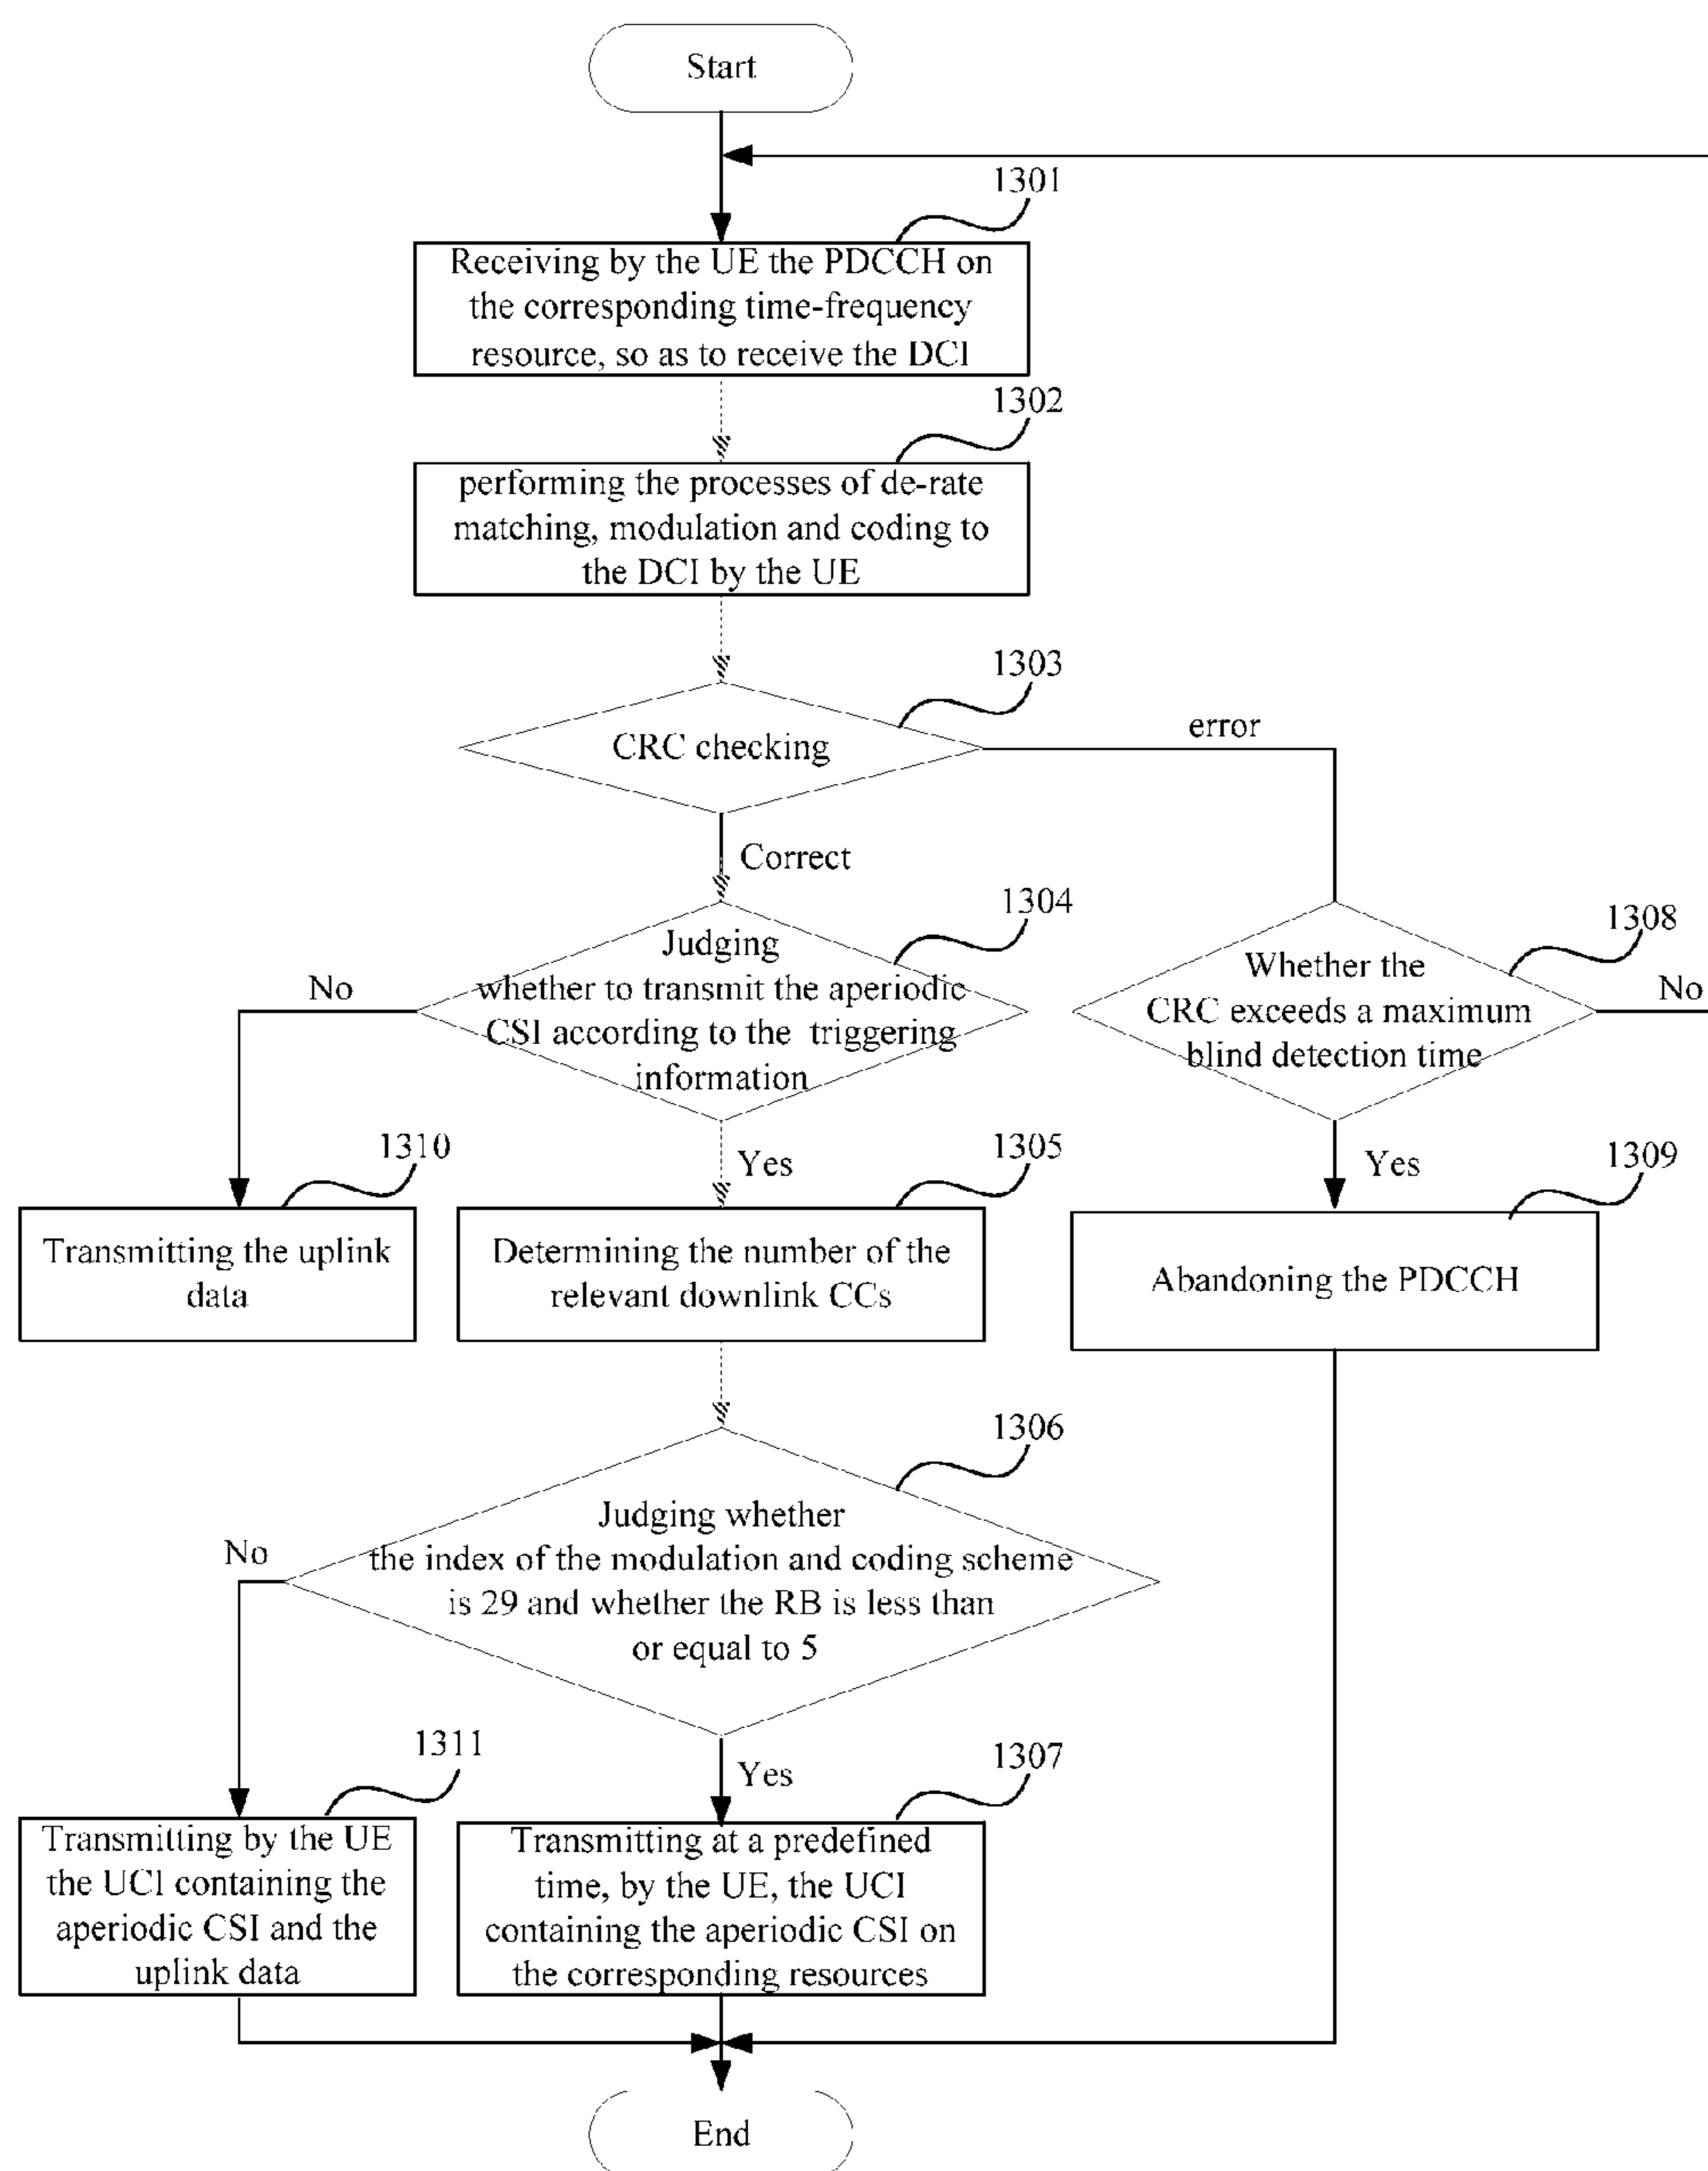 Start
1301
Receiving by the UE the PDCCH on
the corresponding time-frequency
resource, so as to receive the DCI
1302
performing the processes of de-rate
matching, modulation and coding to
the DCI by the UE
1303
CRC checking
error
Correct
1304
Judging
whether to transmit the aperiodic
CSI according to the triggering
information
No
1308
Whether the
CRC exceeds a maximum
blind detection time
No
1310
Transmitting the uplink
data
Yes
1305
Determining the number of the
relevant downlink CCs
Yes
1309
Abandoning the PDCCH
1306
Judging whether
the index of the modulation and coding scheme
is 29 and whether the RB is less than
or equal to 5
No
1311
Transmitting by the UE
the UCI containing the
aperiodic CSI and the
uplink data
Yes
1307
Transmitting at a predefined
time, by the UE, the UCI
containing the aperiodic CSI on
the corresponding resources
End